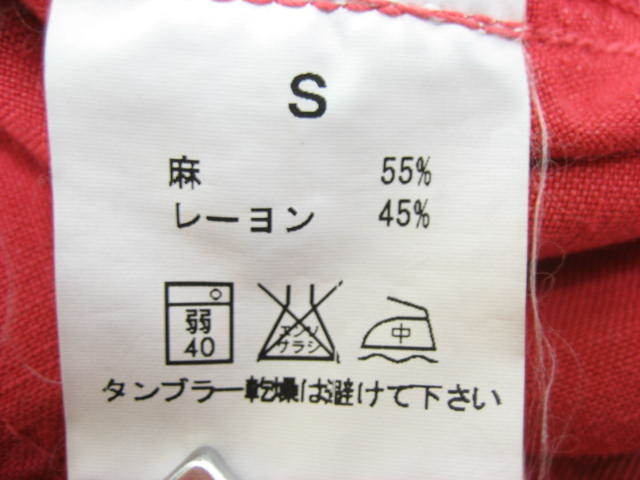 S
麻 55%
レーヨン 45%
弱
40
エンソ
サラシ
中
タンブラー乾燥は避けて下さい